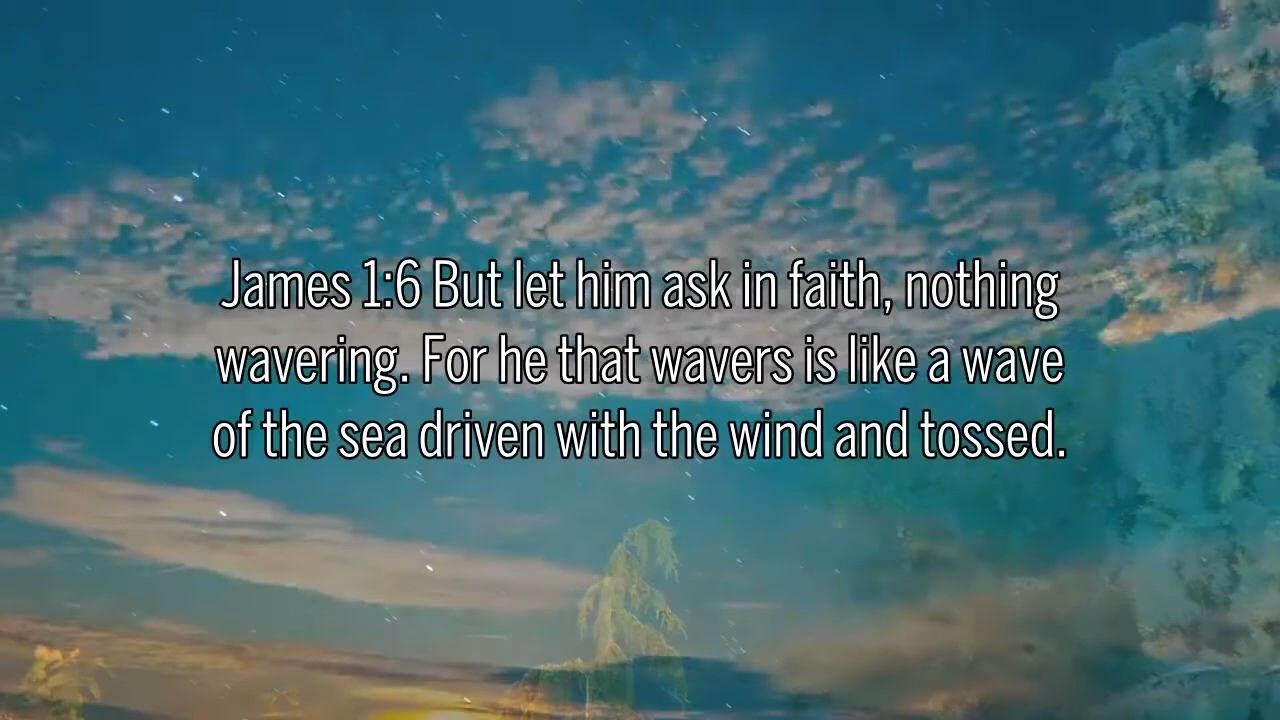 James 1:6 But let him ask in faith, nothing
wavering. For he that wavers is like a wave
of the sea driven with the wind and tossed.